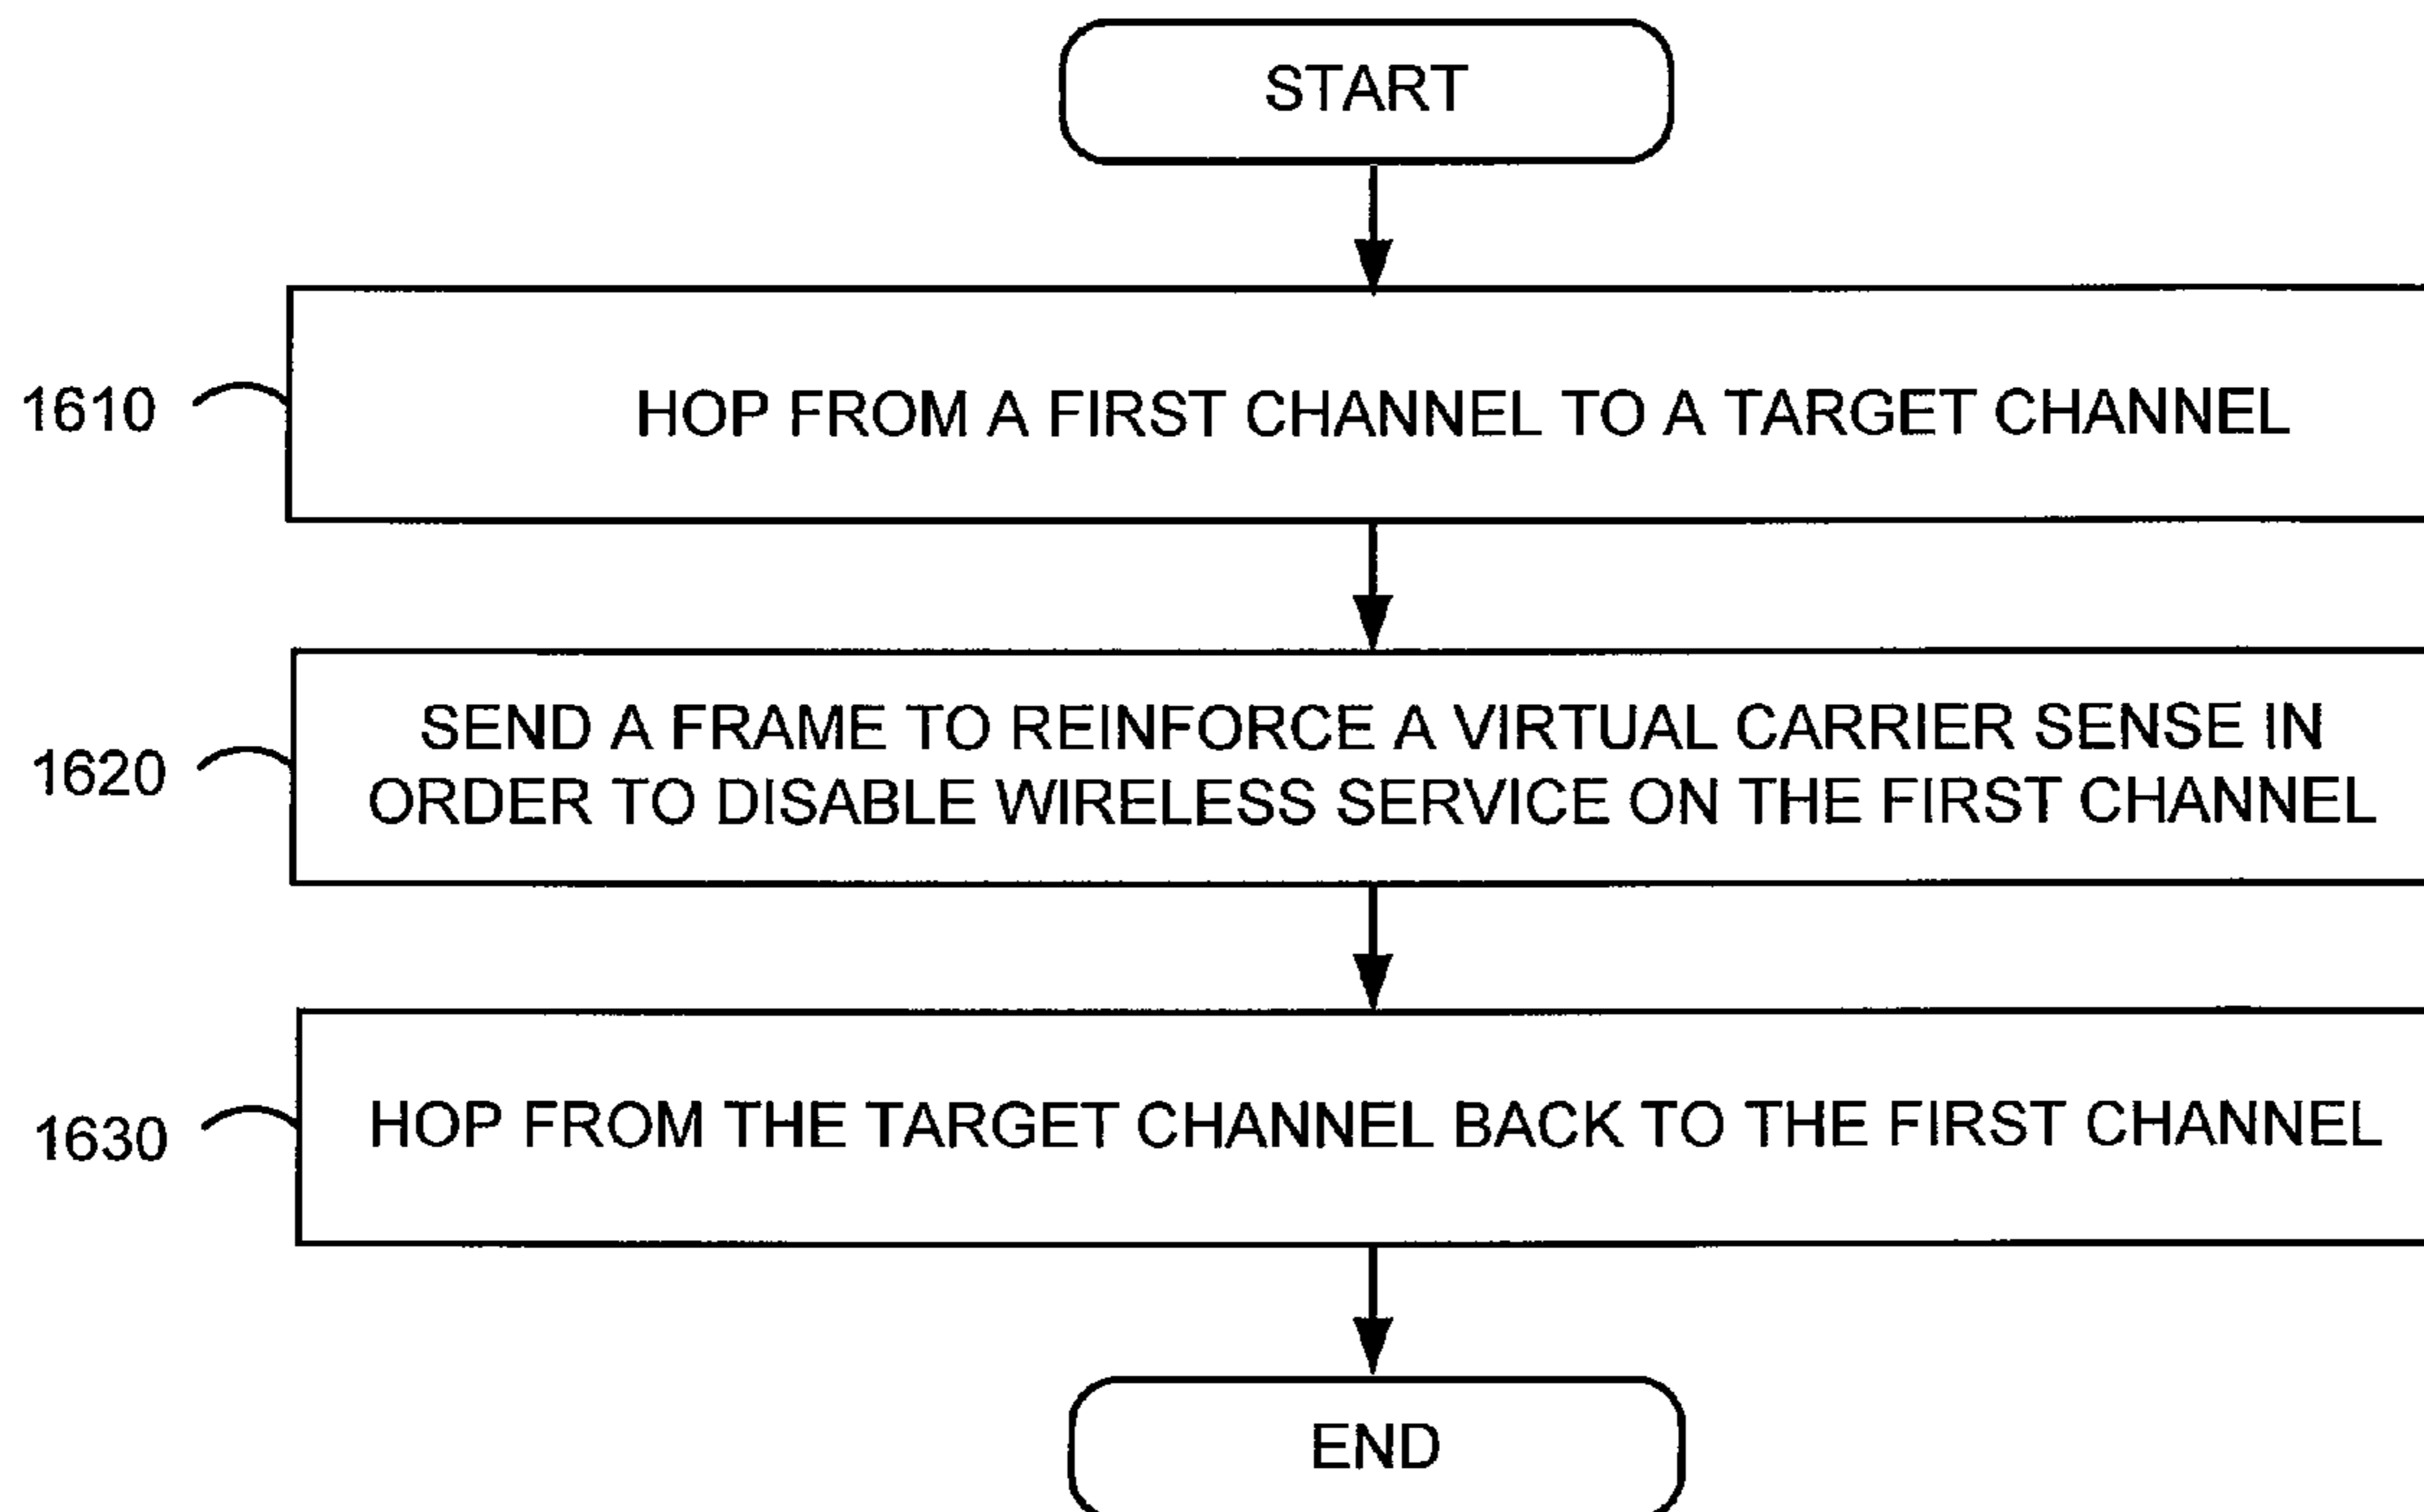 START
1610
HOP FROM A FIRST CHANNEL TO A TARGET CHANNEL
1620
SEND A FRAME TO REINFORCE A VIRTUAL CARRIER SENSE IN
ORDER TO DISABLE WIRELESS SERVICE ON THE FIRST CHANNEL
1630
HOP FROM THE TARGET CHANNEL BACK TO THE FIRST CHANNEL
END